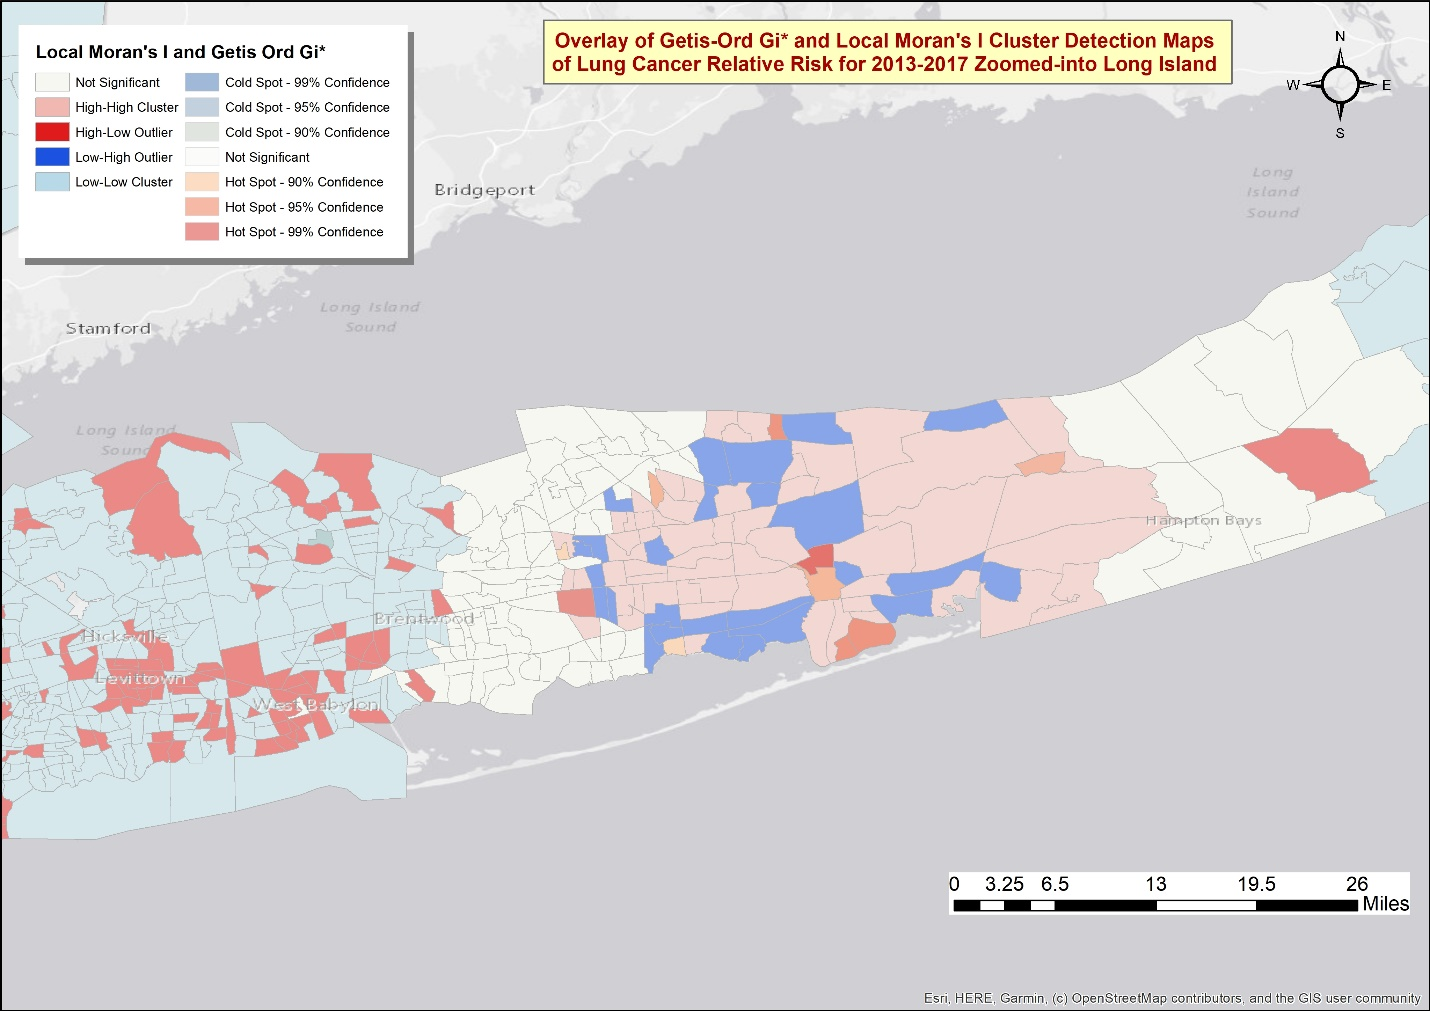 Overlay of Getis-Ord Gi* and Local Moran's I Cluster Detection Maps
of Lung Cancer Relative Risk for 2013-2017 Zoomed-into Long Island
Local Moran's I and Getis Ord Gi*
Not Significant
High-High Cluster
High-Low Outlier
Low-High Outlier
Low-Low Cluster
Cold Spot - 99% Confidence
Cold Spot - 95% Confidence
Cold Spot - 90% Confidence
Not Significant
Hot Spot - 90% Confidence
Hot Spot - 95% Confidence
Hot Spot - 99% Confidence
N
W E
S
Long
Island
Sound
Bridgeport
Long Island
Sound
Stamford
Long Island
Sound
Hampton Bays
Brentwood
Hicksville
Levittown
West Babylon
0 3.25 6.5 13 19.5 26
Miles
Esri, HERE, Garmin, (c) OpenStreetMap contributors, and the GIS user community